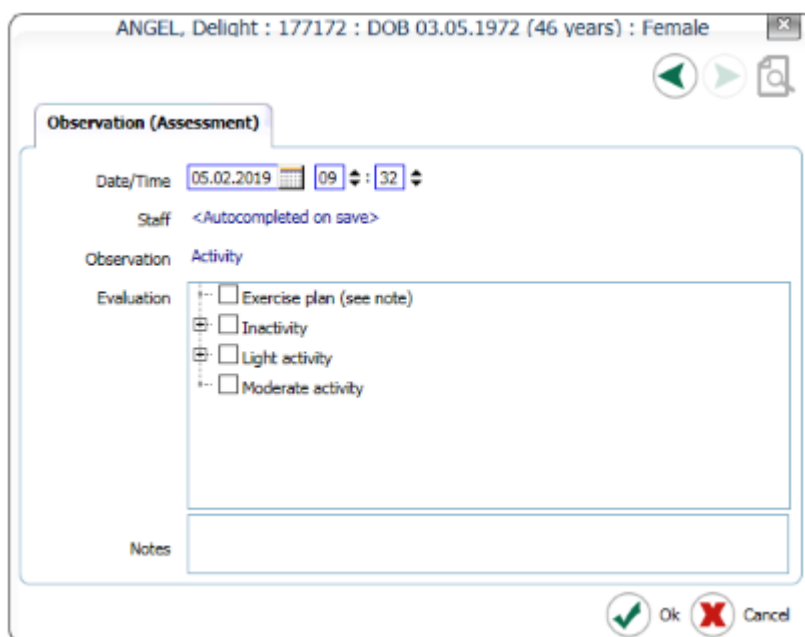 ANGEL, Delight : 177172 : DOB 03.05.1972 (46 years) : Female
Observation (Assessment)
Date/Time 05.02.2019 09 : 32
Staff <Autocompleted on save>
Observation Activity
Evaluation Exercise plan (see note)
Inactivity
Light activity
Moderate activity
Notes
Ok Cancel